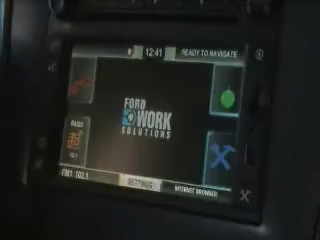 12:41
READY TO NAVIGATE
FORD
WORK
SOLUTIONS
RADIO
FM1 102.1
SETTINGS
INTERNET BROWSER